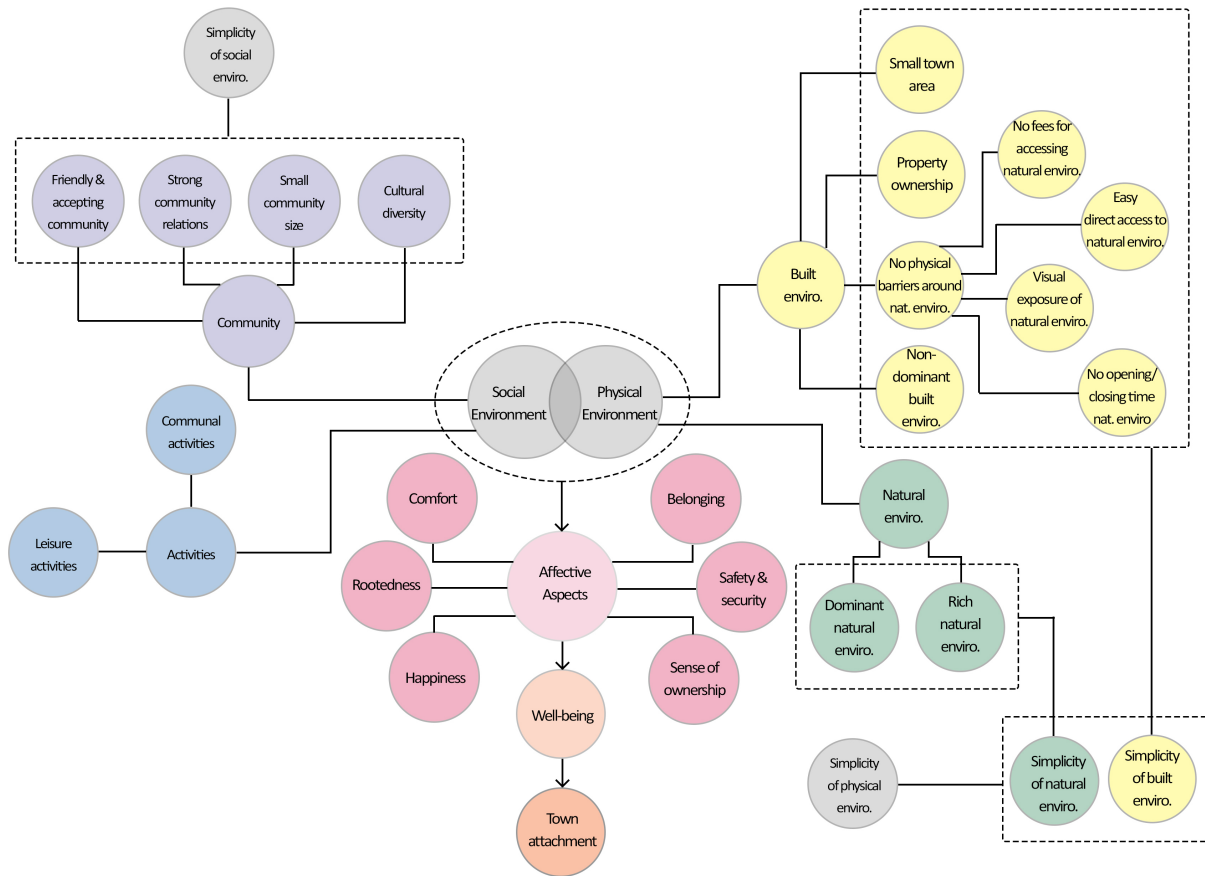 Simplicity
of social
enviro.
Friendly &
accepting
community
Strong
community
relations
Small
community
size
Cultural
diversity
Community
Small town
area
Property
ownership
No fees for
accessing
natural enviro.
Easy
direct access to
natural enviro.
Built
enviro.
No physical
barriers around
nat. enviro.
Visual
exposure of
natural enviro.
Non-
dominant
built
enviro.
No opening/
closing time
nat. enviro
Social
Environment
Physical
Environment
Communal
activities
Leisure
activities
Activities
Comfort
Belonging
Rootedness
Affective
Aspects
Safety &
security
Happiness
Sense of
ownership
Well-being
Town
attachment
Natural
enviro.
Dominant
natural
enviro.
Rich
natural
enviro.
Simplicity
of physical
enviro.
Simplicity
of natural
enviro.
Simplicity
of built
enviro.